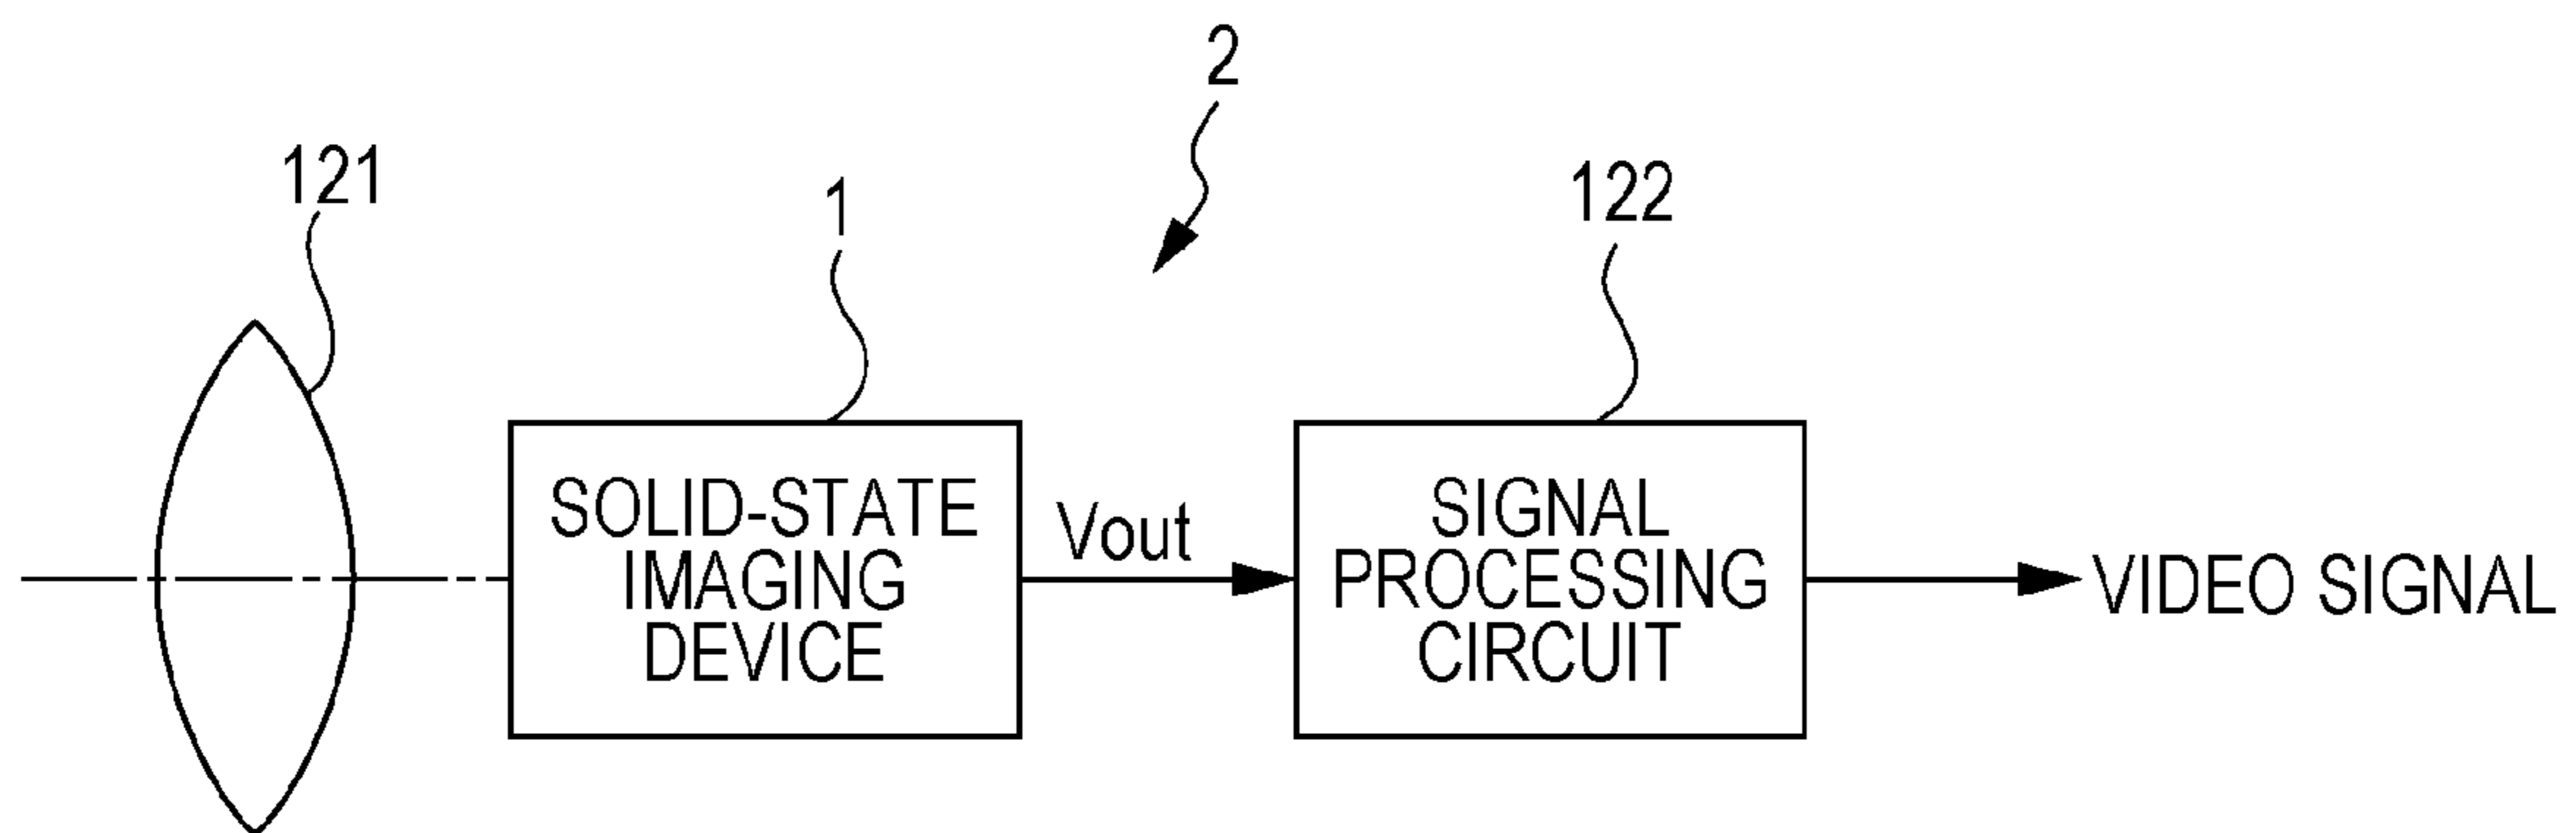 2
121
1
122
SOLID-STATE
IMAGING
DEVICE
Vout
SIGNAL
PROCESSING
CIRCUIT
VIDEO SIGNAL